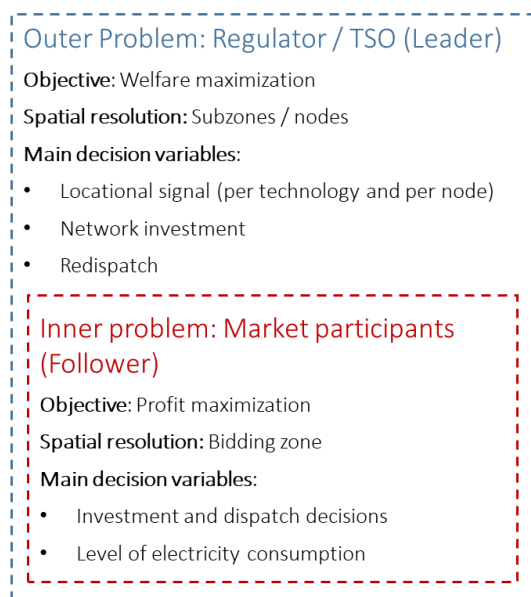 Outer Problem: Regulator / TSO (Leader)
Objective: Welfare maximization
Spatial resolution: Subzones / nodes
Main decision variables:
• Locational signal (per technology and per node)
• Network investment
• Redispatch
Inner problem: Market participants
(Follower)
Objective: Profit maximization
Spatial resolution: Bidding zone
Main decision variables:
• Investment and dispatch decisions
• Level of electricity consumption